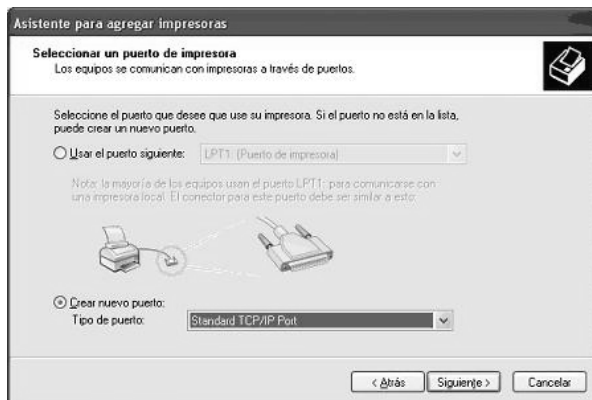 Asistente para agregar impresoras
Seleccionar un puerto de impresora
Los equipos se comunican con impresoras a través de puertos.
Seleccione el puerto que desee que use su impresora. Si el puerto no está en la lista,
puede crear un nuevo puerto.
Usar el puerto siguiente:
LPT1: (Puerto de impresora)
Nota: la mayoría de los equipos usan el puerto LPT1: para comunicarse con
una impresora local. El conector para este puerto debe ser similar a esto:
Crear nuevo puerto:
Tipo de puerto:
Standard TCP/IP Port
< Atrás
Siguiente >
Cancelar